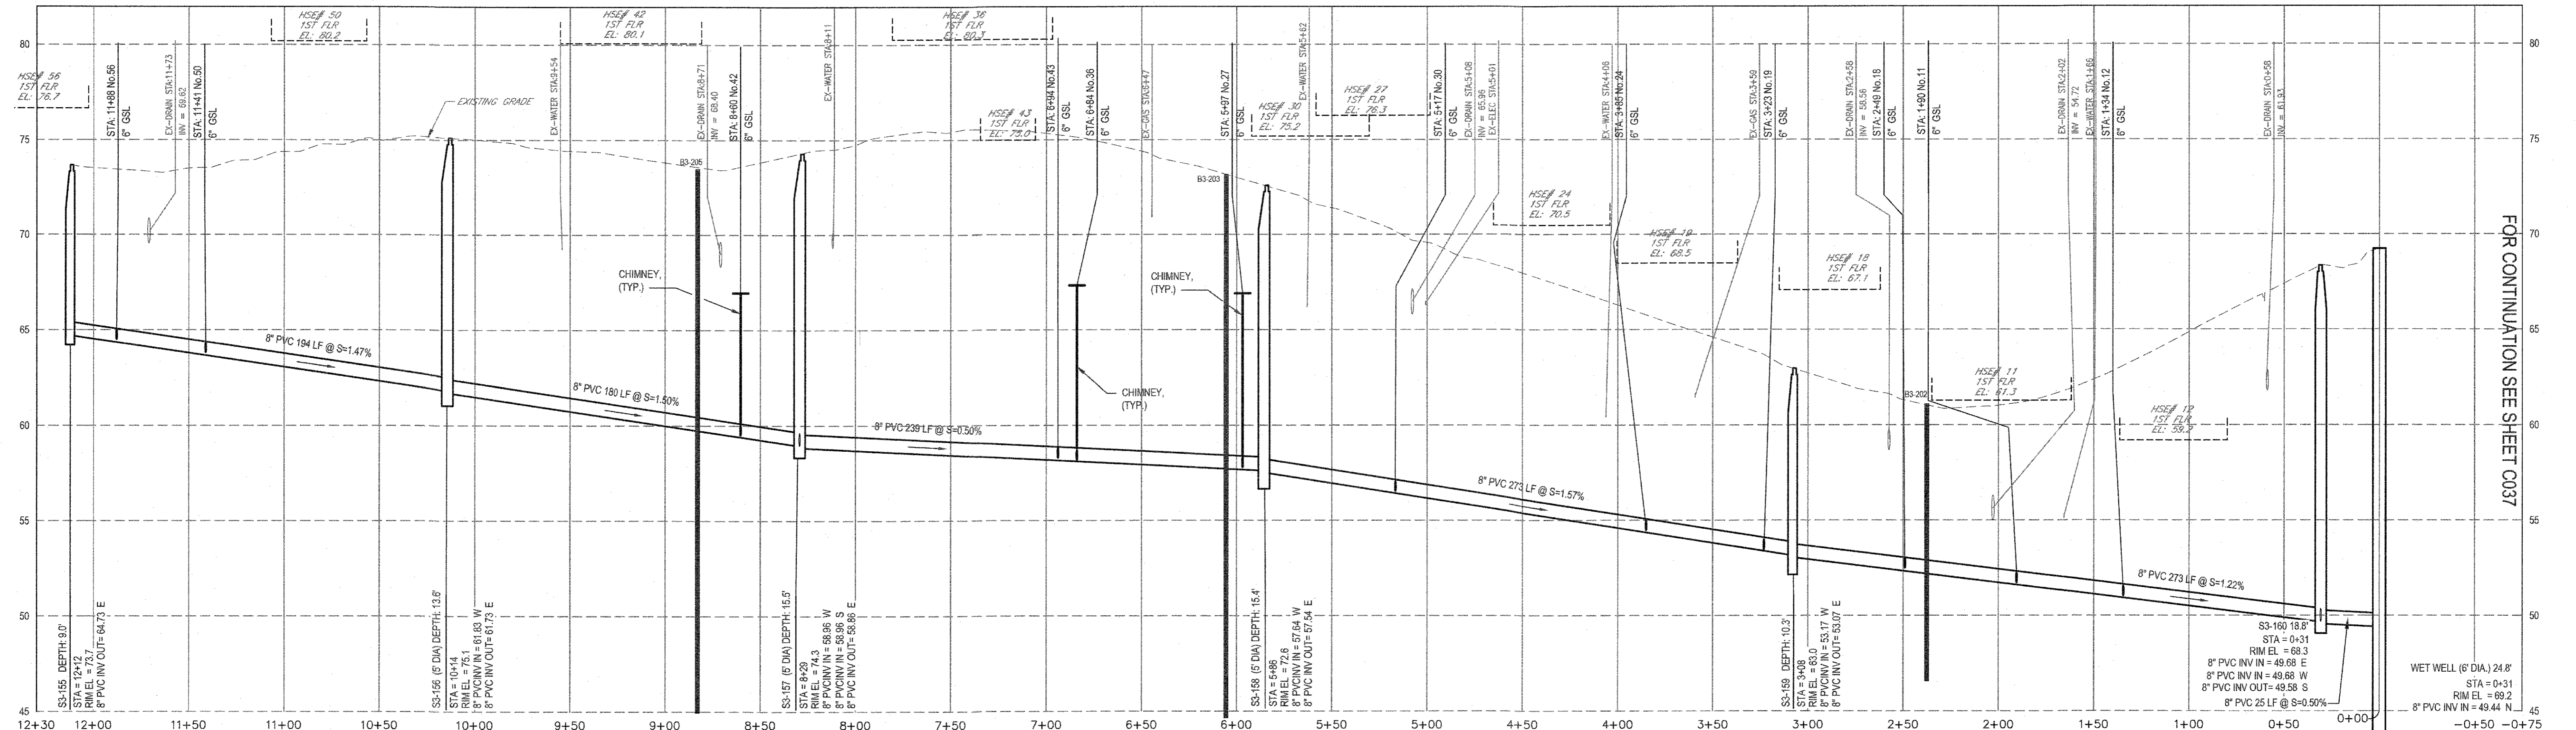 80
75
70
65
60
55
50
45
HSE# 56
1ST FLR
EL: 76.7
STA: 11+88 No.56
6" GSL
EX-DRAIN STA:11+73
INV = 69.62
STA: 11+41 No.50
6" GSL
HSE# 50
1ST FLR
EL: 80.2
EXISTING GRADE
EX-WATER STA:9+54
HSE# 42
1ST FLR
EL: 80.1
EX-DRAIN STA:8+71
INV = 68.40
B3-205
STA: 8+60 No.42
6" GSL
EX-WATER STA:8+11
HSE# 36
1ST FLR
EL: 80.3
HSE# 43
1ST FLR
EL: 75.0
STA: 6+94 No.43
6" GSL
STA: 6+84 No.36
6" GSL
EX-GAS STA:6+47
B3-203
STA: 5+97 No.27
6" GSL
EX-WATER STA:5+62
HSE# 30
1ST FLR
EL: 75.2
HSE# 27
1ST FLR
EL: 76.3
STA: 5+17 No.30
6" GSL
EX-DRAIN STA:5+08
INV = 65.96
EX-ELEC STA:5+01
HSE# 24
1ST FLR
EL: 70.5
EX-WATER STA:4+06
STA: 3+85 No.24
6" GSL
HSE# 19
1ST FLR
EL: 68.5
EX-GAS STA:3+59
STA: 3+23 No.19
6" GSL
HSE# 18
1ST FLR
EL: 67.1
EX-DRAIN STA:2+58
INV = 58.56
STA: 2+49 No.18
6" GSL
STA: 1+90 No.11
6" GSL
B3-202
HSE# 11
1ST FLR
EL: 61.3
EX-DRAIN STA:2+02
INV = 54.72
EX-WATER STA:1+66
STA: 1+34 No.12
6" GSL
HSE# 12
1ST FLR
EL: 59.2
EX-DRAIN STA:0+58
INV = 61.93
CHIMNEY,
(TYP.)
CHIMNEY,
(TYP.)
CHIMNEY,
(TYP.)
8" PVC 194 LF @ S=1.47%
8" PVC 180 LF @ S=1.50%
8" PVC 239 LF @ S=0.50%
8" PVC 273 LF @ S=1.57%
8" PVC 273 LF @ S=1.22%
S3-155 DEPTH: 9.0'
STA = 12+12
RIM EL = 73.7
8" PVC INV OUT= 64.73 E
S3-156 (5' DIA) DEPTH: 13.6'
STA = 10+14
RIM EL = 75.1
8" PVC INV IN = 61.83 W
8" PVC INV OUT= 61.73 E
S3-157 (5' DIA) DEPTH: 15.5'
STA = 8+29
RIM EL = 74.3
8" PVCINV IN = 58.96 W
8" PVC INV IN = 58.96 S
8" PVC INV OUT= 58.86 E
S3-158 (5' DIA) DEPTH: 15.4'
STA = 5+86
RIM EL = 72.6
8" PVCINV IN = 57.64 W
8" PVC INV OUT= 57.54 E
S3-159 DEPTH: 10.3'
STA = 3+08
RIM EL = 63.0
8" PVCINV IN = 53.17 W
8" PVC INV OUT= 53.07 E
S3-160 18.8'
STA = 0+31
RIM EL = 68.3
8" PVC INV IN = 49.68 E
8" PVC INV IN = 49.68 W
8" PVC INV OUT= 49.58 S
8" PVC 25 LF @ S=0.50%
WET WELL (6' DIA.) 24.8'
STA = 0+31
RIM EL = 69.2
8" PVC INV IN = 49.44 N
FOR CONTINUATION SEE SHEET C037
80
75
70
65
60
55
50
45
12+30 12+00 11+50 11+00 10+50 10+00 9+50 9+00 8+50 8+00 7+50 7+00 6+50 6+00 5+50 5+00 4+50 4+00 3+50 3+00 2+50 2+00 1+50 1+00 0+50 0+00 -0+50 -0+75